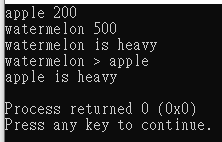 apple 200
watermelon 500
watermelon is heavy
watermelon > apple
apple is heavy
Process returned 0 (0x0)
Press any key to continue.